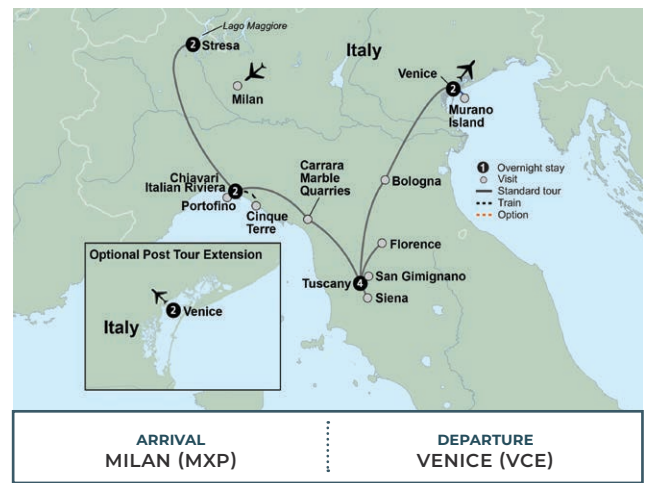 Lago Maggiore
2 Stresa
Italy
Milan
Venice
2
Murano
Island
1 Overnight stay
Visit
Standard tour
Train
Option
Chiavari
Italian Riviera 2
Portofino
Cinque
Terre
Carrara
Marble
Quarries
Bologna
Florence
San Gimignano
Tuscany 4
Siena
Optional Post Tour Extension
2 Venice
Italy
ARRIVAL
MILAN (MXP)
DEPARTURE
VENICE (VCE)